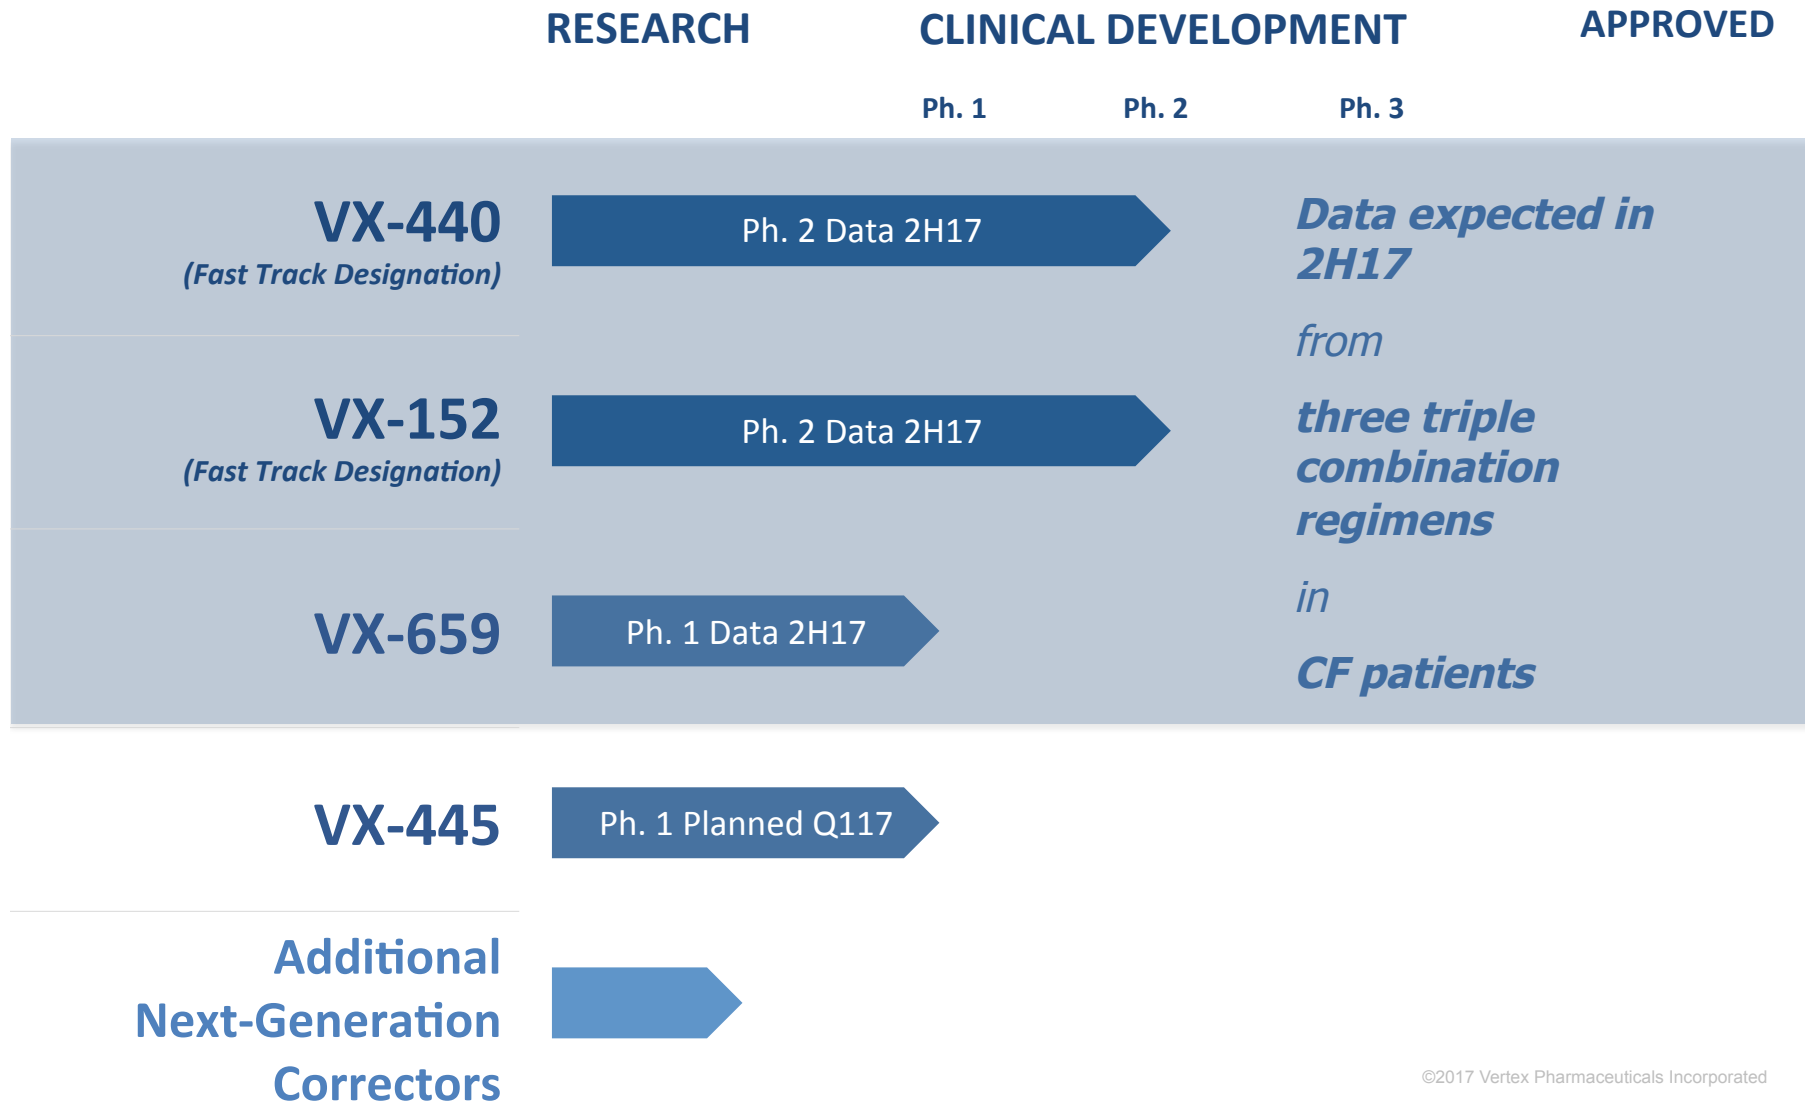 RESEARCH
CLINICAL DEVELOPMENT
APPROVED
Ph. 1
Ph. 2
Ph. 3
VX-440
(Fast Track Designation)
Ph. 2 Data 2H17
VX-152
(Fast Track Designation)
Ph. 2 Data 2H17
VX-659
Ph. 1 Data 2H17
Data expected in
2H17
from
three triple
combination
regimens
in
CF patients
VX-445
Ph. 1 Planned Q117
Additional
Next-Generation
Correctors
©2017 Vertex Pharmaceuticals Incorporated